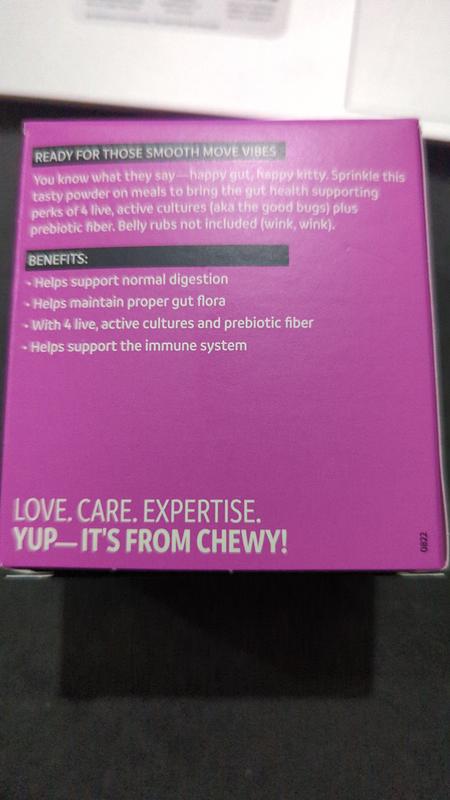 READY FOR THOSE SMOOTH MOVE VIBES
You know what they say—happy gut, happy kitty. Sprinkle this
tasty powder on meals to bring the gut health supporting
perks of 4 live, active cultures (aka the good bugs) plus
prebiotic fiber. Belly rubs not included (wink, wink).
BENEFITS:
• Helps support normal digestion
• Helps maintain proper gut flora
• With 4 live, active cultures and prebiotic fiber
• Helps support the immune system
LOVE. CARE. EXPERTISE.
YUP—IT'S FROM CHEWY!
0822